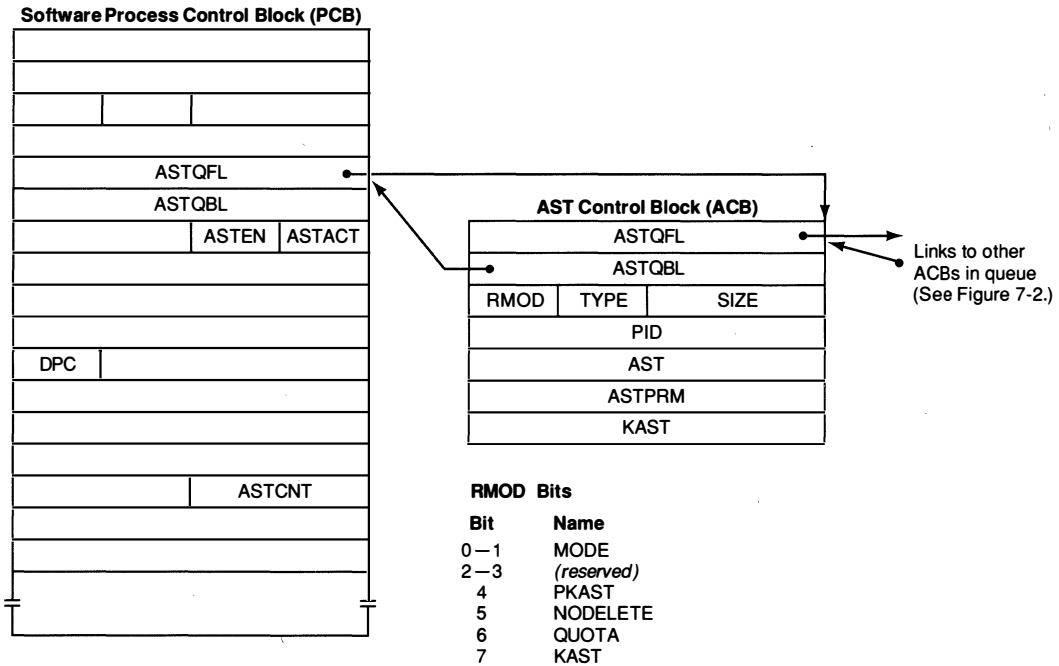 Software Process Control Block (PCB)
ASTQFL
ASTQBL
ASTEN ASTACT
DPC
ASTCNT
AST Control Block (ACB)
ASTQFL
ASTQBL
RMOD TYPE SIZE
PID
AST
ASTPRM
KAST
Links to other
ACBs in queue
(See Figure 7-2.)
RMOD Bits
Bit Name
0—1 MODE
2—3 (reserved)
4 PKAST
5 NODELETE
6 QUOTA
7 KAST